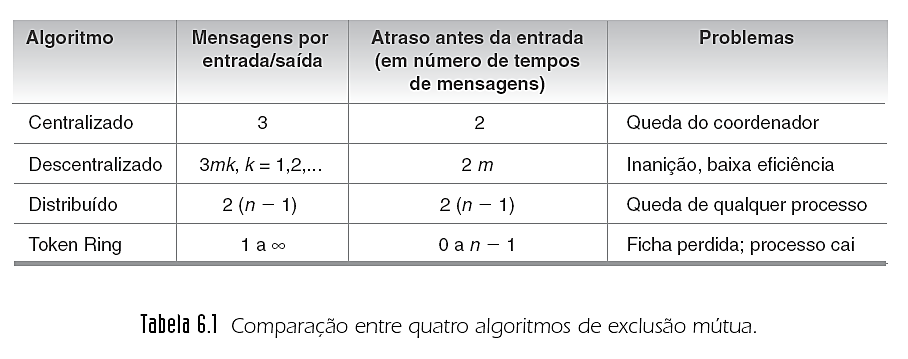 Algoritmo Mensagens por Atraso antes da entrada Problemas
entrada/saída (em número de tempos
de mensagens)
Centralizado 3 2 Queda do coordenador
Descentralizado 3mk, k = 1,2,... 2 m Inanição, baixa eficiência
Distribuído 2 (n − 1) 2 (n − 1) Queda de qualquer processo
Token Ring 1 a ∞ 0 a n − 1 Ficha perdida; processo cai
Tabela 6.1 Comparação entre quatro algoritmos de exclusão mútua.